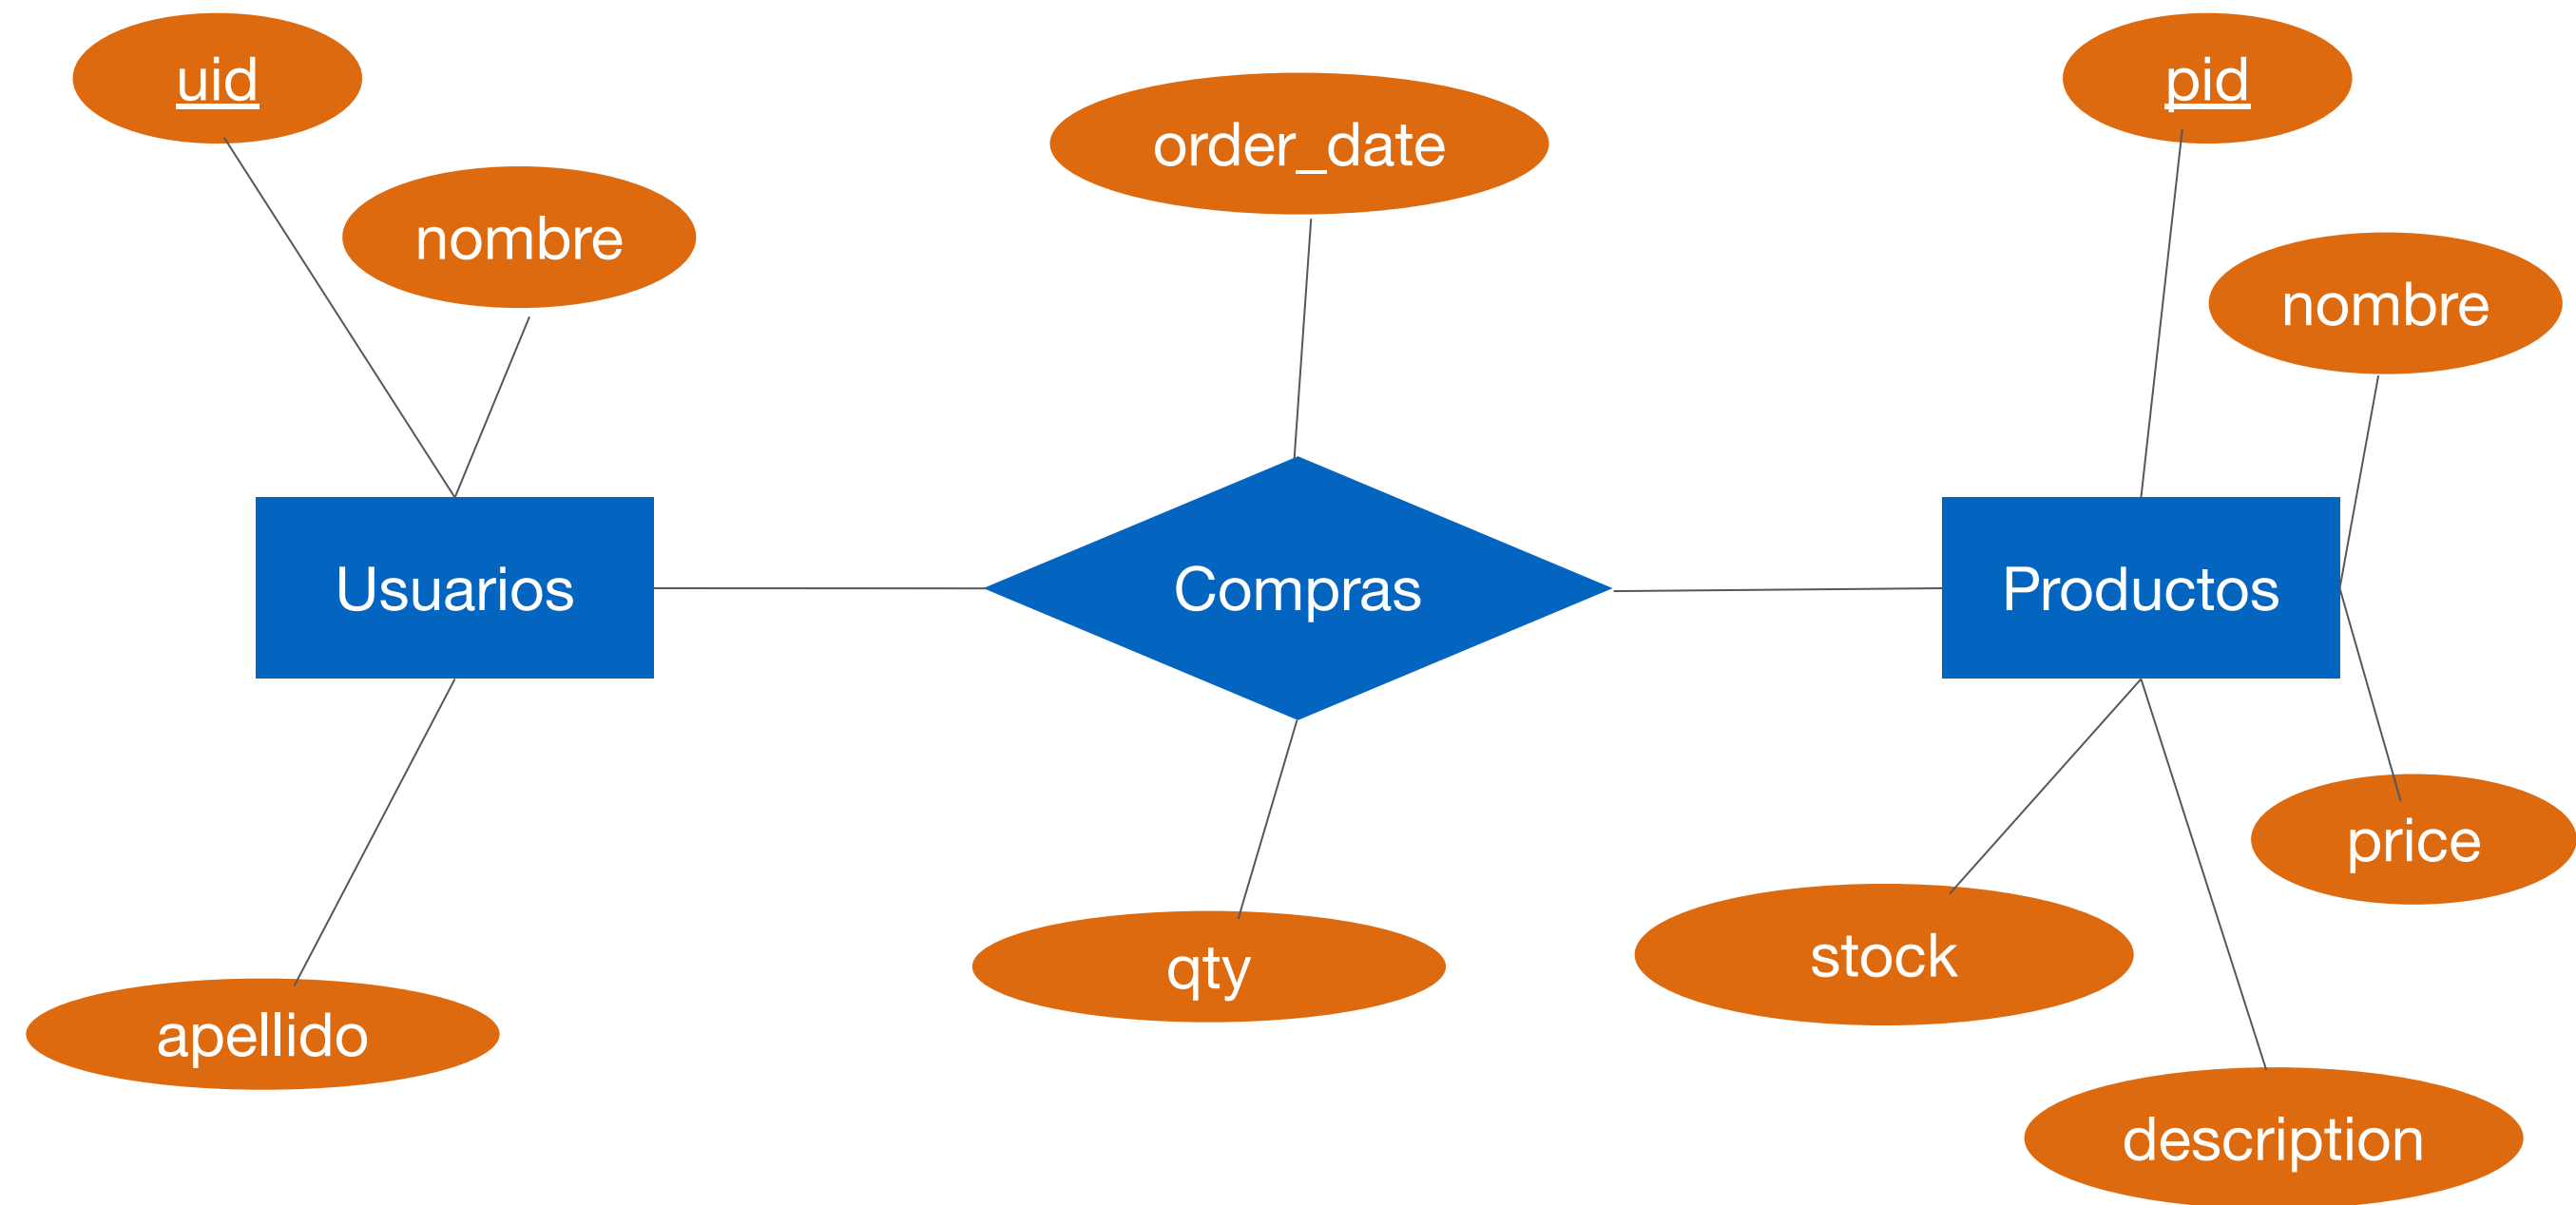 uid
pid
order_date
nombre
nombre
Usuarios
Compras
Productos
price
stock
qty
apellido
description